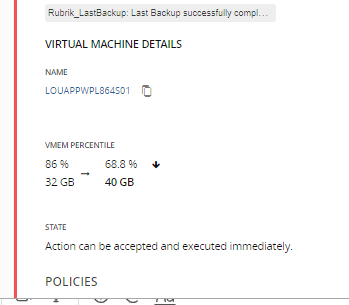 Rubrik_LastBackup: Last Backup successfully compl...
VIRTUAL MACHINE DETAILS
NAME
LOUAPPWPL864S01
VMEM PERCENTILE
86 % → 68.8 % ↓
32 GB 40 GB
STATE
Action can be accepted and executed immediately.
POLICIES